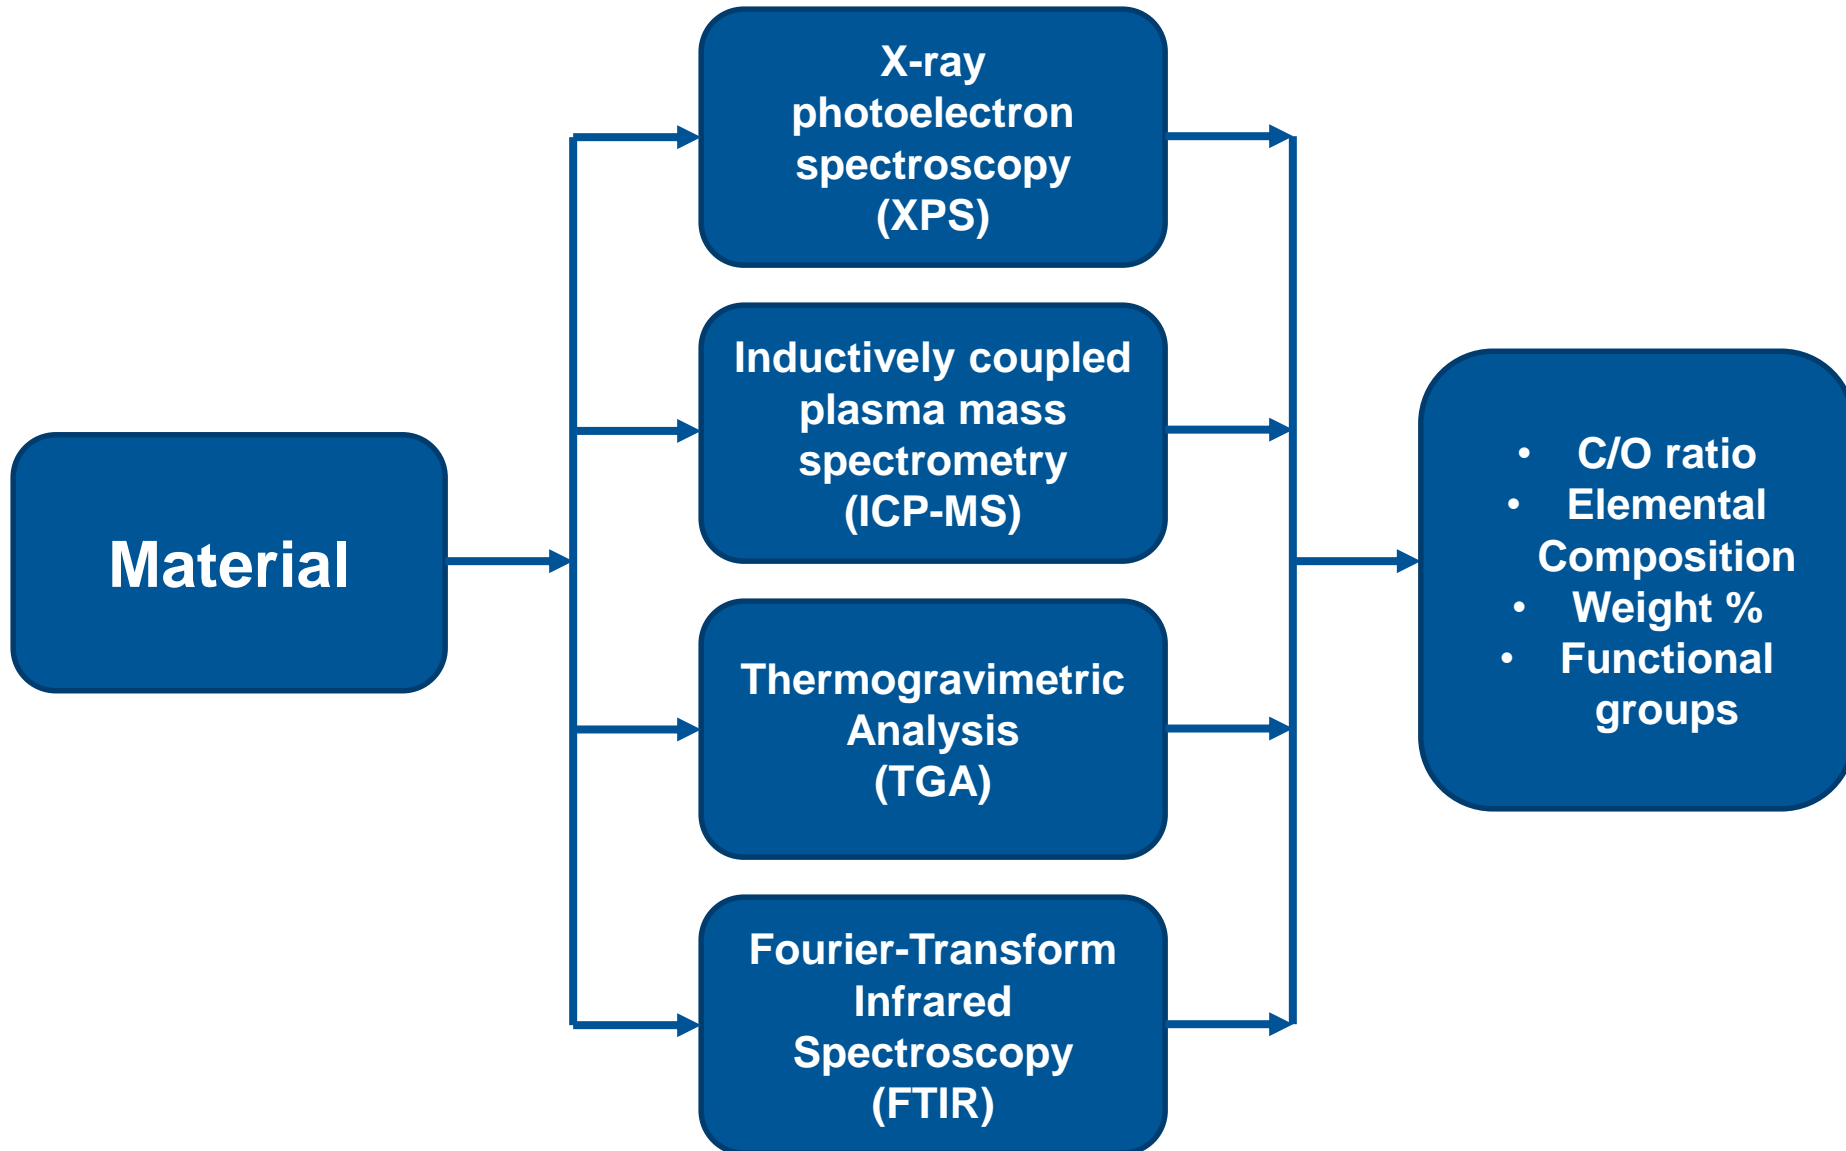 Material
X-ray
photoelectron
spectroscopy
(XPS)
Inductively coupled
plasma mass
spectrometry
(ICP-MS)
Thermogravimetric
Analysis
(TGA)
Fourier-Transform
Infrared
Spectroscopy
(FTIR)
• C/O ratio
• Elemental
Composition
• Weight %
• Functional
groups